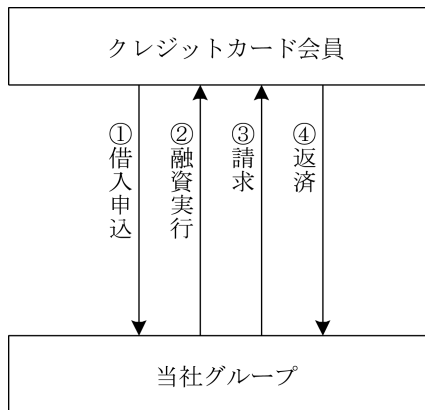 クレジットカード会員
①借入申込
②融資実行
③請求
④返済
当社グループ